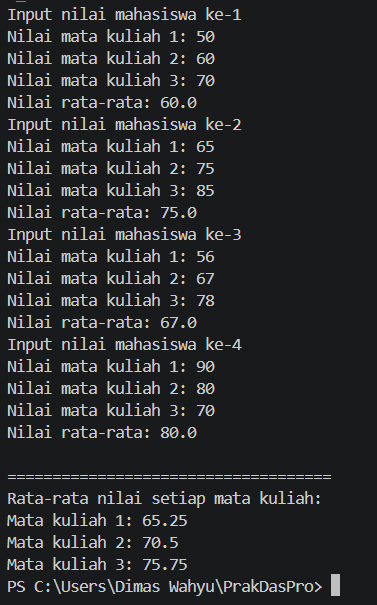 Input nilai mahasiswa ke-1
Nilai mata kuliah 1: 50
Nilai mata kuliah 2: 60
Nilai mata kuliah 3: 70
Nilai rata-rata: 60.0
Input nilai mahasiswa ke-2
Nilai mata kuliah 1: 65
Nilai mata kuliah 2: 75
Nilai mata kuliah 3: 85
Nilai rata-rata: 75.0
Input nilai mahasiswa ke-3
Nilai mata kuliah 1: 56
Nilai mata kuliah 2: 67
Nilai mata kuliah 3: 78
Nilai rata-rata: 67.0
Input nilai mahasiswa ke-4
Nilai mata kuliah 1: 90
Nilai mata kuliah 2: 80
Nilai mata kuliah 3: 70
Nilai rata-rata: 80.0
====================================
Rata-rata nilai setiap mata kuliah:
Mata kuliah 1: 65.25
Mata kuliah 2: 70.5
Mata kuliah 3: 75.75
PS C:\Users\Dimas Wahyu\PrakDasPro>